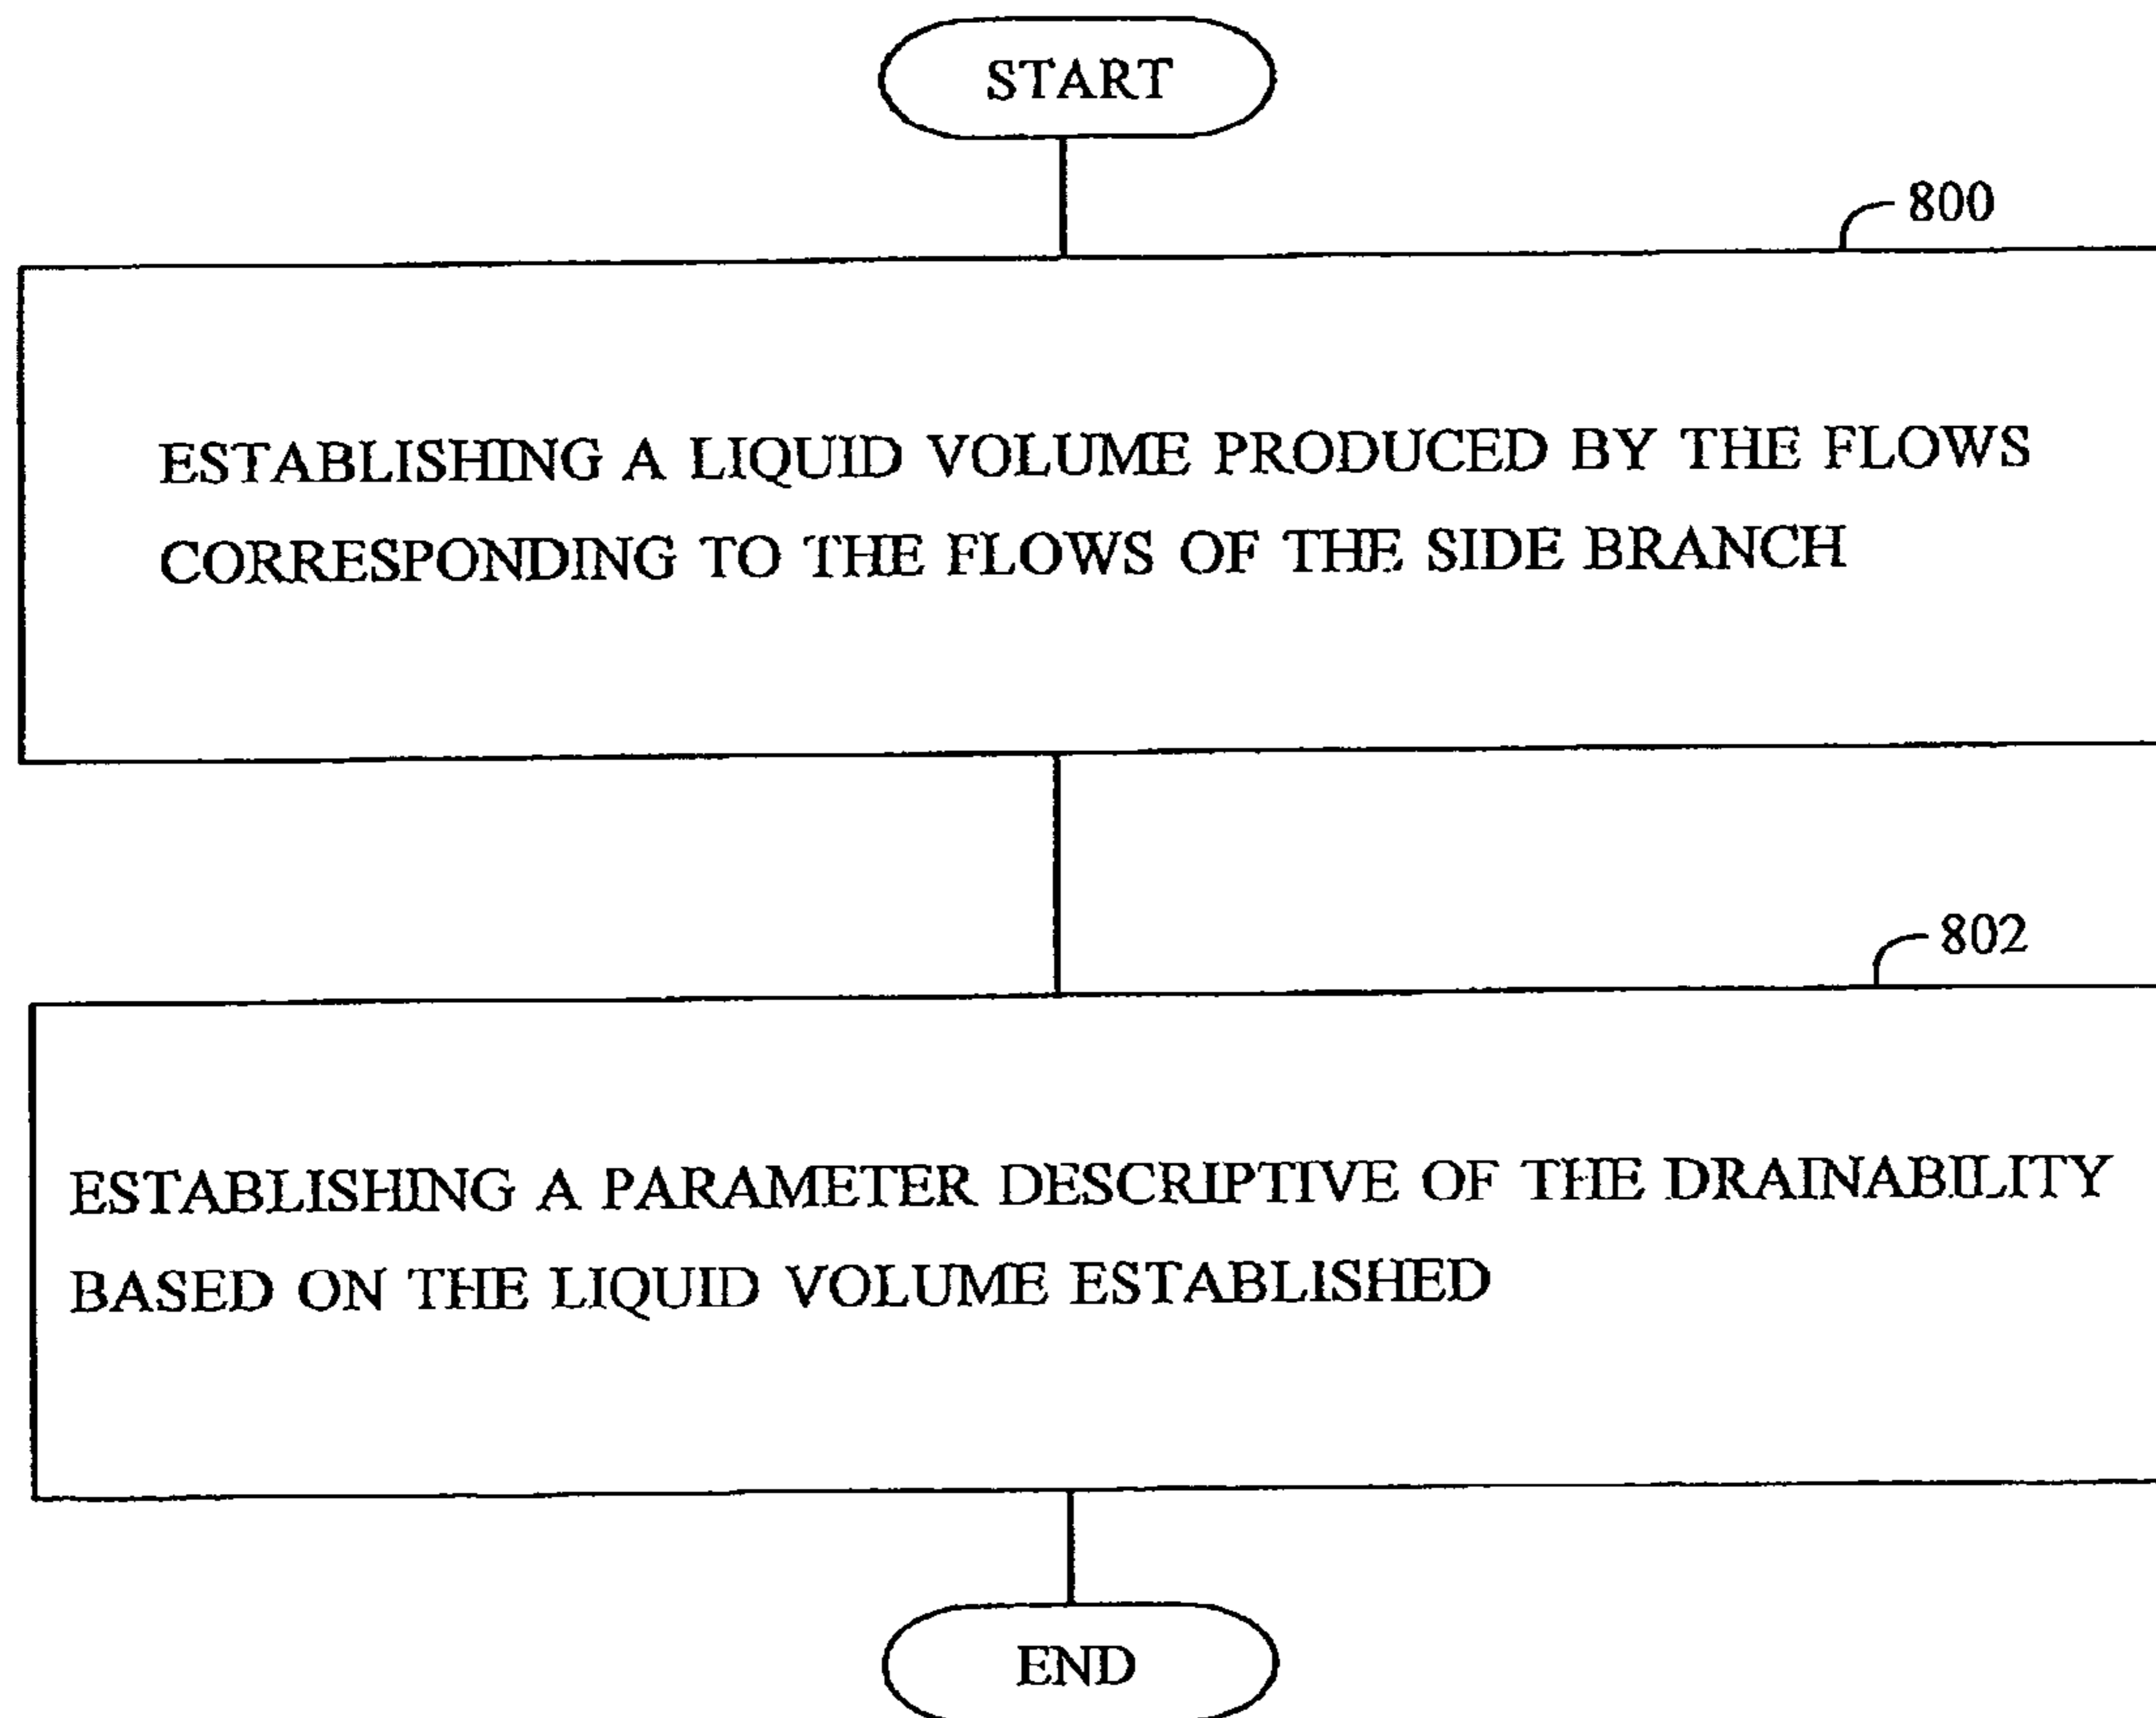 START
800
ESTABLISHING A LIQUID VOLUME PRODUCED BY THE FLOWS
CORRESPONDING TO THE FLOWS OF THE SIDE BRANCH
802
ESTABLISHING A PARAMETER DESCRIPTIVE OF THE DRAINABILITY
BASED ON THE LIQUID VOLUME ESTABLISHED
END